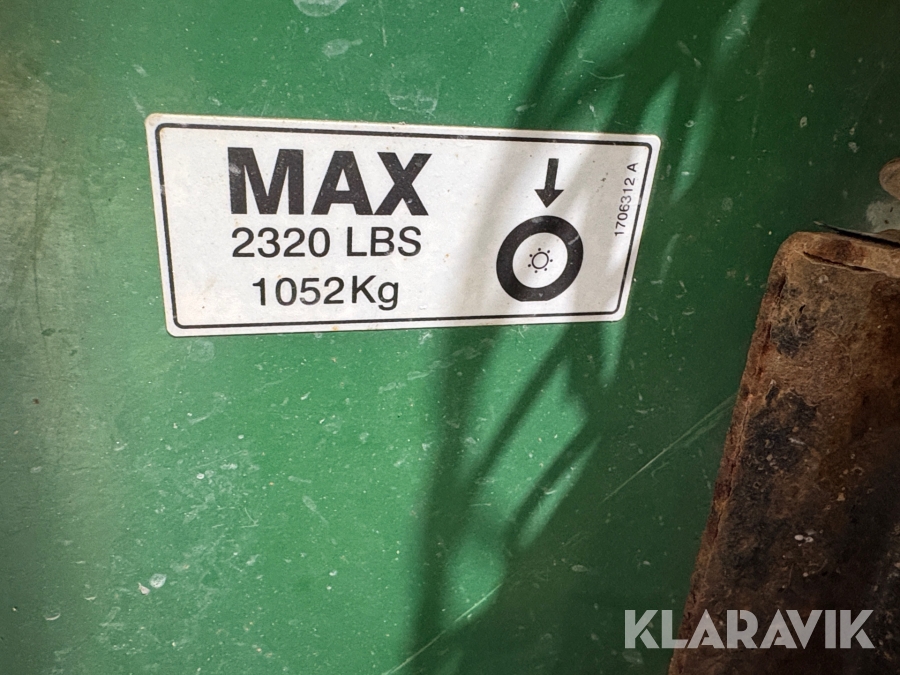 MAX
2320 LBS
1052Kg
1706312 A
KLARAVIK